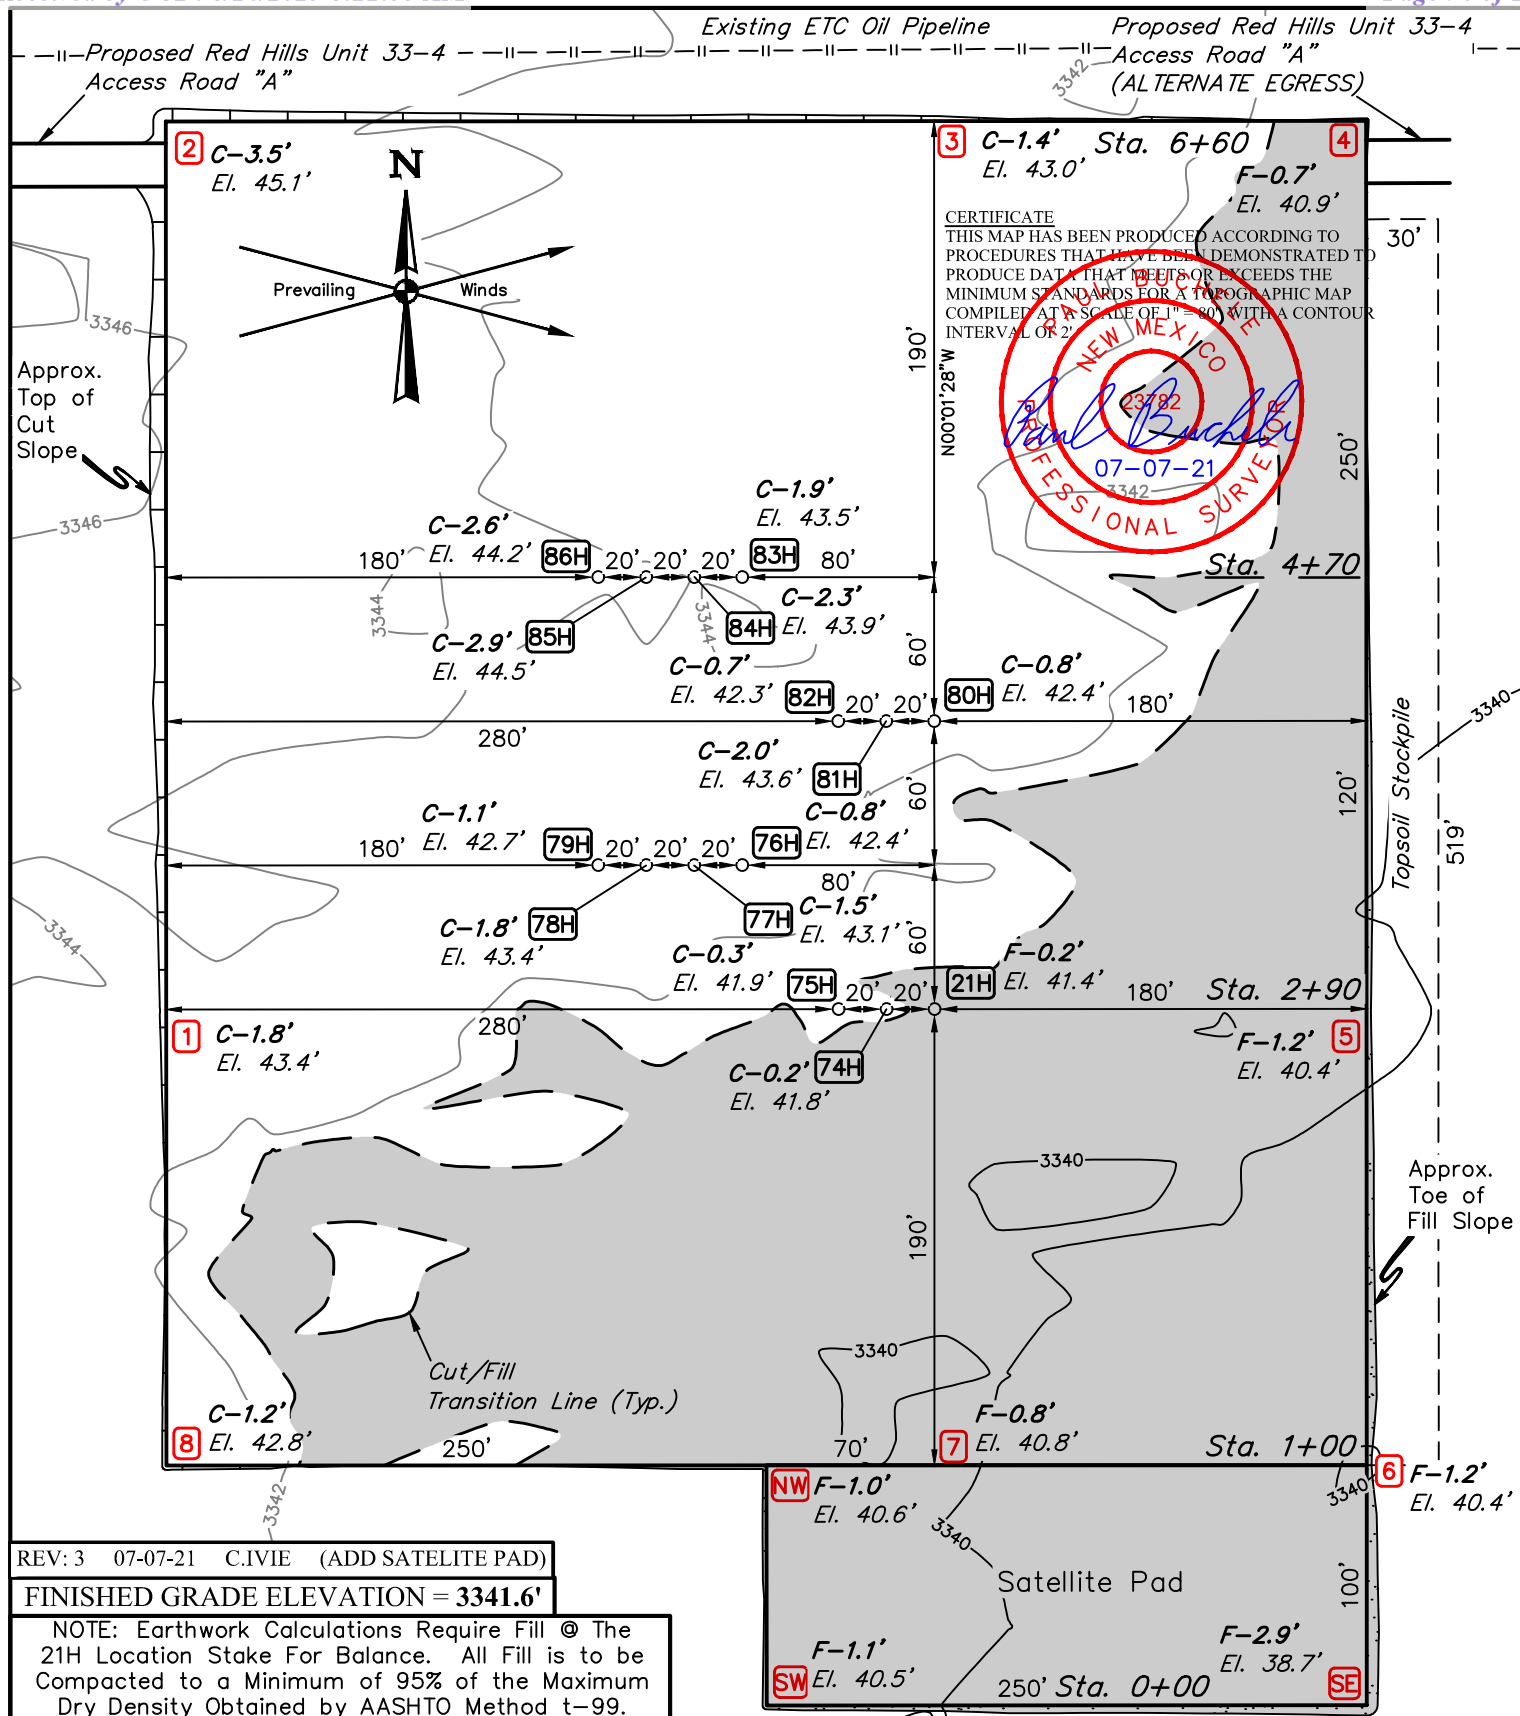 Existing ETC Oil Pipeline
Proposed Red Hills Unit 33-4
Access Road "A"
Proposed Red Hills Unit 33-4
Access Road "A"
(ALTERNATE EGRESS)
3342
2 C-3.5'
El. 45.1'
N
Prevailing Winds
3 C-1.4' Sta. 6+60 4
El. 43.0'
F-0.7'
El. 40.9'
CERTIFICATE
THIS MAP HAS BEEN PRODUCED ACCORDING TO
PROCEDURES THAT HAVE BEEN DEMONSTRATED TO
PRODUCE DATA THAT MEETS OR EXCEEDS THE
MINIMUM STANDARDS FOR A TOPOGRAPHIC MAP
COMPILED AT A SCALE OF 1" = 80' WITH A CONTOUR
INTERVAL OF 2'
PAUL BUCHELE
NEW MEXICO
23782
PROFESSIONAL SURVEYOR
Paul Buchele
07-07-21
3342
30'
190'
N00°01'28"W
250'
3346
Approx.
Top of
Cut
Slope
3346
C-1.9'
El. 43.5'
C-2.6'
El. 44.2' 86H 20' 20' 20' 83H 80'
180'
Sta. 4+70
3344
3344
C-2.3'
84H El. 43.9'
C-2.9' 85H
El. 44.5'
60'
C-0.7'
El. 42.3' 82H 20' 20' 80H
C-0.8'
El. 42.4'
180'
280'
C-2.0'
El. 43.6' 81H
60'
120'
Topsoil Stockpile
3340
519'
C-1.1'
El. 42.7' 79H 20' 20' 20' 76H
C-0.8'
El. 42.4'
180'
80'
C-1.8' 78H
El. 43.4'
77H C-1.5'
El. 43.1'
60'
3344
C-0.3'
El. 41.9' 75H 20' 20' 21H
F-0.2'
El. 41.4'
180' Sta. 2+90
280'
1 C-1.8'
El. 43.4'
C-0.2' 74H
El. 41.8'
F-1.2' 5
El. 40.4'
3340
190'
Approx.
Toe of
Fill Slope
3340
Cut/Fill
Transition Line (Typ.)
C-1.2'
8 El. 42.8'
250'
70'
F-0.8'
7 El. 40.8'
Sta. 1+00
6 F-1.2'
El. 40.4'
3340
3342
NW F-1.0'
El. 40.6'
3340
Satellite Pad
100'
F-1.1'
SW El. 40.5'
250' Sta. 0+00
F-2.9'
El. 38.7'
SE
REV: 3 07-07-21 C.IVIE (ADD SATELITE PAD)
FINISHED GRADE ELEVATION = 3341.6'
NOTE: Earthwork Calculations Require Fill @ The
21H Location Stake For Balance. All Fill is to be
Compacted to a Minimum of 95% of the Maximum
Dry Density Obtained by AASHTO Method t-99.